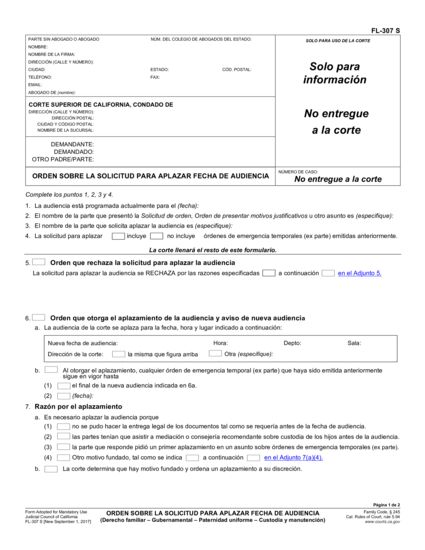 FL-307 S
PARTE SIN ABOGADO O ABOGADO
NÚM. DEL COLEGIO DE ABOGADOS DEL ESTADO:
SOLO PARA USO DE LA CORTE
NOMBRE:
NOMBRE DE LA FIRMA:
DIRECCIÓN (CALLE Y NÚMERO):
CIUDAD: ESTADO: COD. POSTAL:
TELÉFONO: FAX:
EMAIL:
ABOGADO DE (nombre):
Solo para
información
CORTE SUPERIOR DE CALIFORNIA, CONDADO DE
DIRECCIÓN (CALLE Y NÚMERO):
DIRECCIÓN POSTAL:
CIUDAD Y CÓDIGO POSTAL:
NOMBRE DE LA SUCURSAL:
No entregue
a la corte
DEMANDANTE:
DEMANDADO:
OTRO PADRE/PARTE:
ORDEN SOBRE LA SOLICITUD PARA APLAZAR FECHA DE AUDIENCIA
NÚMERO DE CASO:
No entregue a la corte
Complete los puntos 1, 2, 3 y 4.
1. La audiencia está programada actualmente para el (fecha):
2. El nombre de la parte que presentó la Solicitud de orden, Orden de presentar motivos justificativos u otro asunto es (especifique):
3. El nombre de la parte que solicita aplazar la audiencia es (especifique):
4. La solicitud para aplazar incluye no incluye órdenes de emergencia temporales (ex parte) emitidas anteriormente.
La corte llenará el resto de este formulario.
5. Orden que rechaza la solicitud para aplazar la audiencia
La solicitud para aplazar la audiencia se RECHAZA por las razones especificadas a continuación en el Adjunto 5.
6. Orden que otorga el aplazamiento de la audiencia y aviso de nueva audiencia
a. La audiencia de la corte se aplaza para la fecha, hora y lugar indicado a continuación:
Nueva fecha de audiencia: Hora: Depto: Sala:
Dirección de la corte: la misma que figura arriba Otra (especifique):
b. Al otorgar el aplazamiento, cualquier órden de emergencia temporal (ex parte) que haya sido emitida anteriormente
sigue en vigor hasta
(1) el final de la nueva audiencia indicada en 6a.
(2) (fecha):
7. Razón por el aplazamiento
a. Es necesario aplazar la audiencia porque
(1) no se pudo hacer la entrega legal de los documentos tal como se requería antes de la fecha de audiencia.
(2) las partes tenían que asistir a mediación o consejería recomendante sobre custodia de los hijos antes de la audiencia.
(3) la parte que responde pidió un primer aplazamiento en un asunto sobre órdenes de emergencia temporales (ex parte).
(4) Otro motivo fundado, tal como se indica a continuación en el Adjunto 7(a)(4).
b. La corte determina que hay motivo fundado y ordena un aplazamiento a su discreción.
Página 1 de 2
Form Adopted for Mandatory Use
Judicial Council of California
FL-307 S [New September 1, 2017]
ORDEN SOBRE LA SOLICITUD PARA APLAZAR FECHA DE AUDIENCIA
(Derecho familiar – Gubernamental – Paternidad uniforme – Custodia y manutención)
Family Code, § 245
Cal. Rules of Court, rule 5.94
www.courts.ca.gov